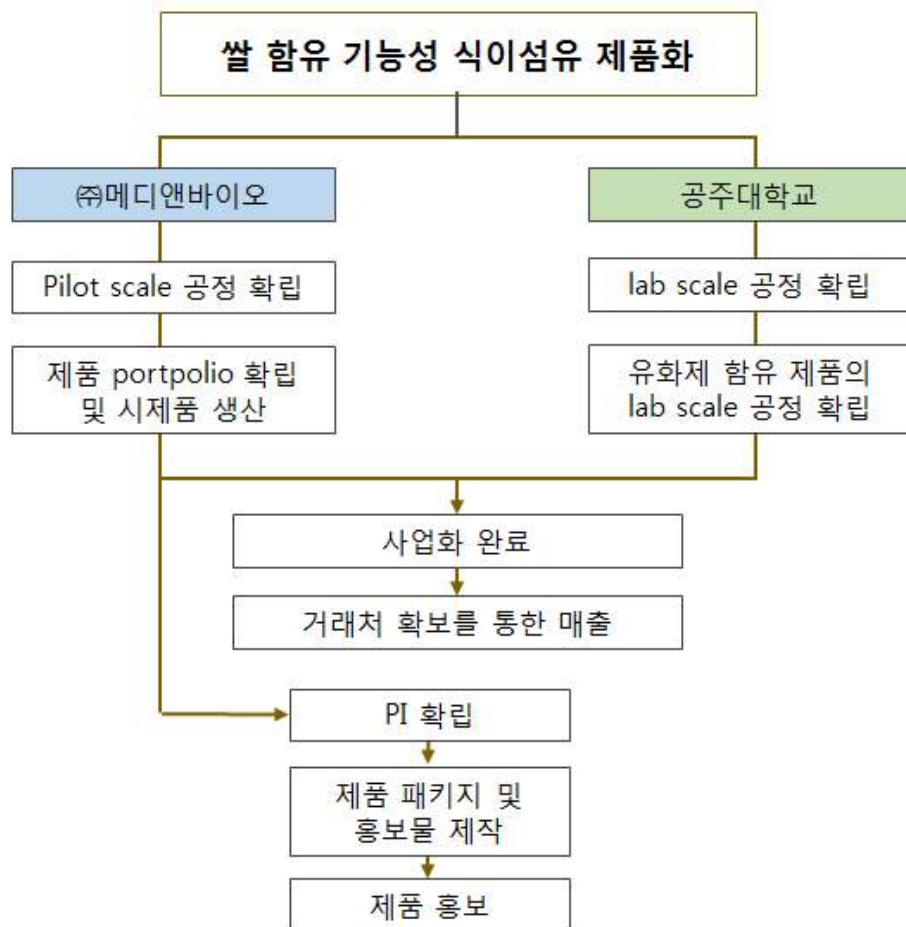 쌀 함유 기능성 식이섬유 제품화
㈜메디앤바이오
공주대학교
Pilot scale 공정 확립
lab scale 공정 확립
제품 portpolio 확립
및 시제품 생산
유화제 함유 제품의
lab scale 공정 확립
사업화 완료
거래처 확보를 통한 매출
PI 확립
제품 패키지 및
홍보물 제작
제품 홍보